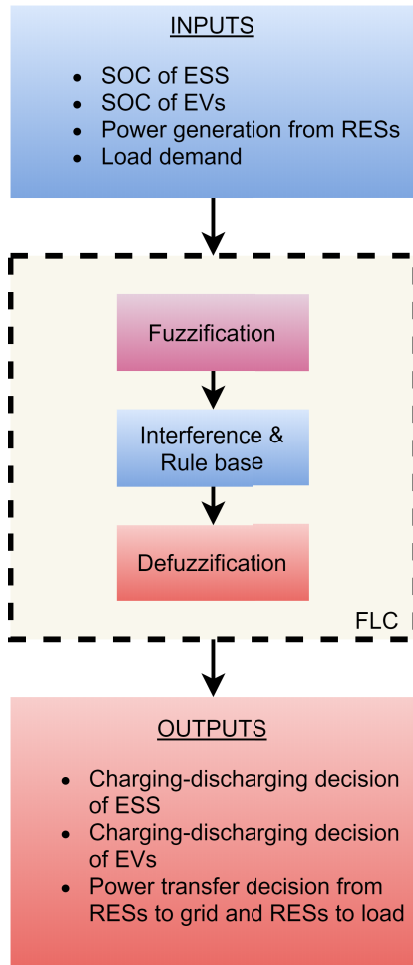 INPUTS
• SOC of ESS
• SOC of EVs
• Power generation from RESs
• Load demand
Fuzzification
Interference &
Rule base
Defuzzification
FLC
OUTPUTS
• Charging-discharging decision
of ESS
• Charging-discharging decision
of EVs
• Power transfer decision from
RESs to grid and RESs to load